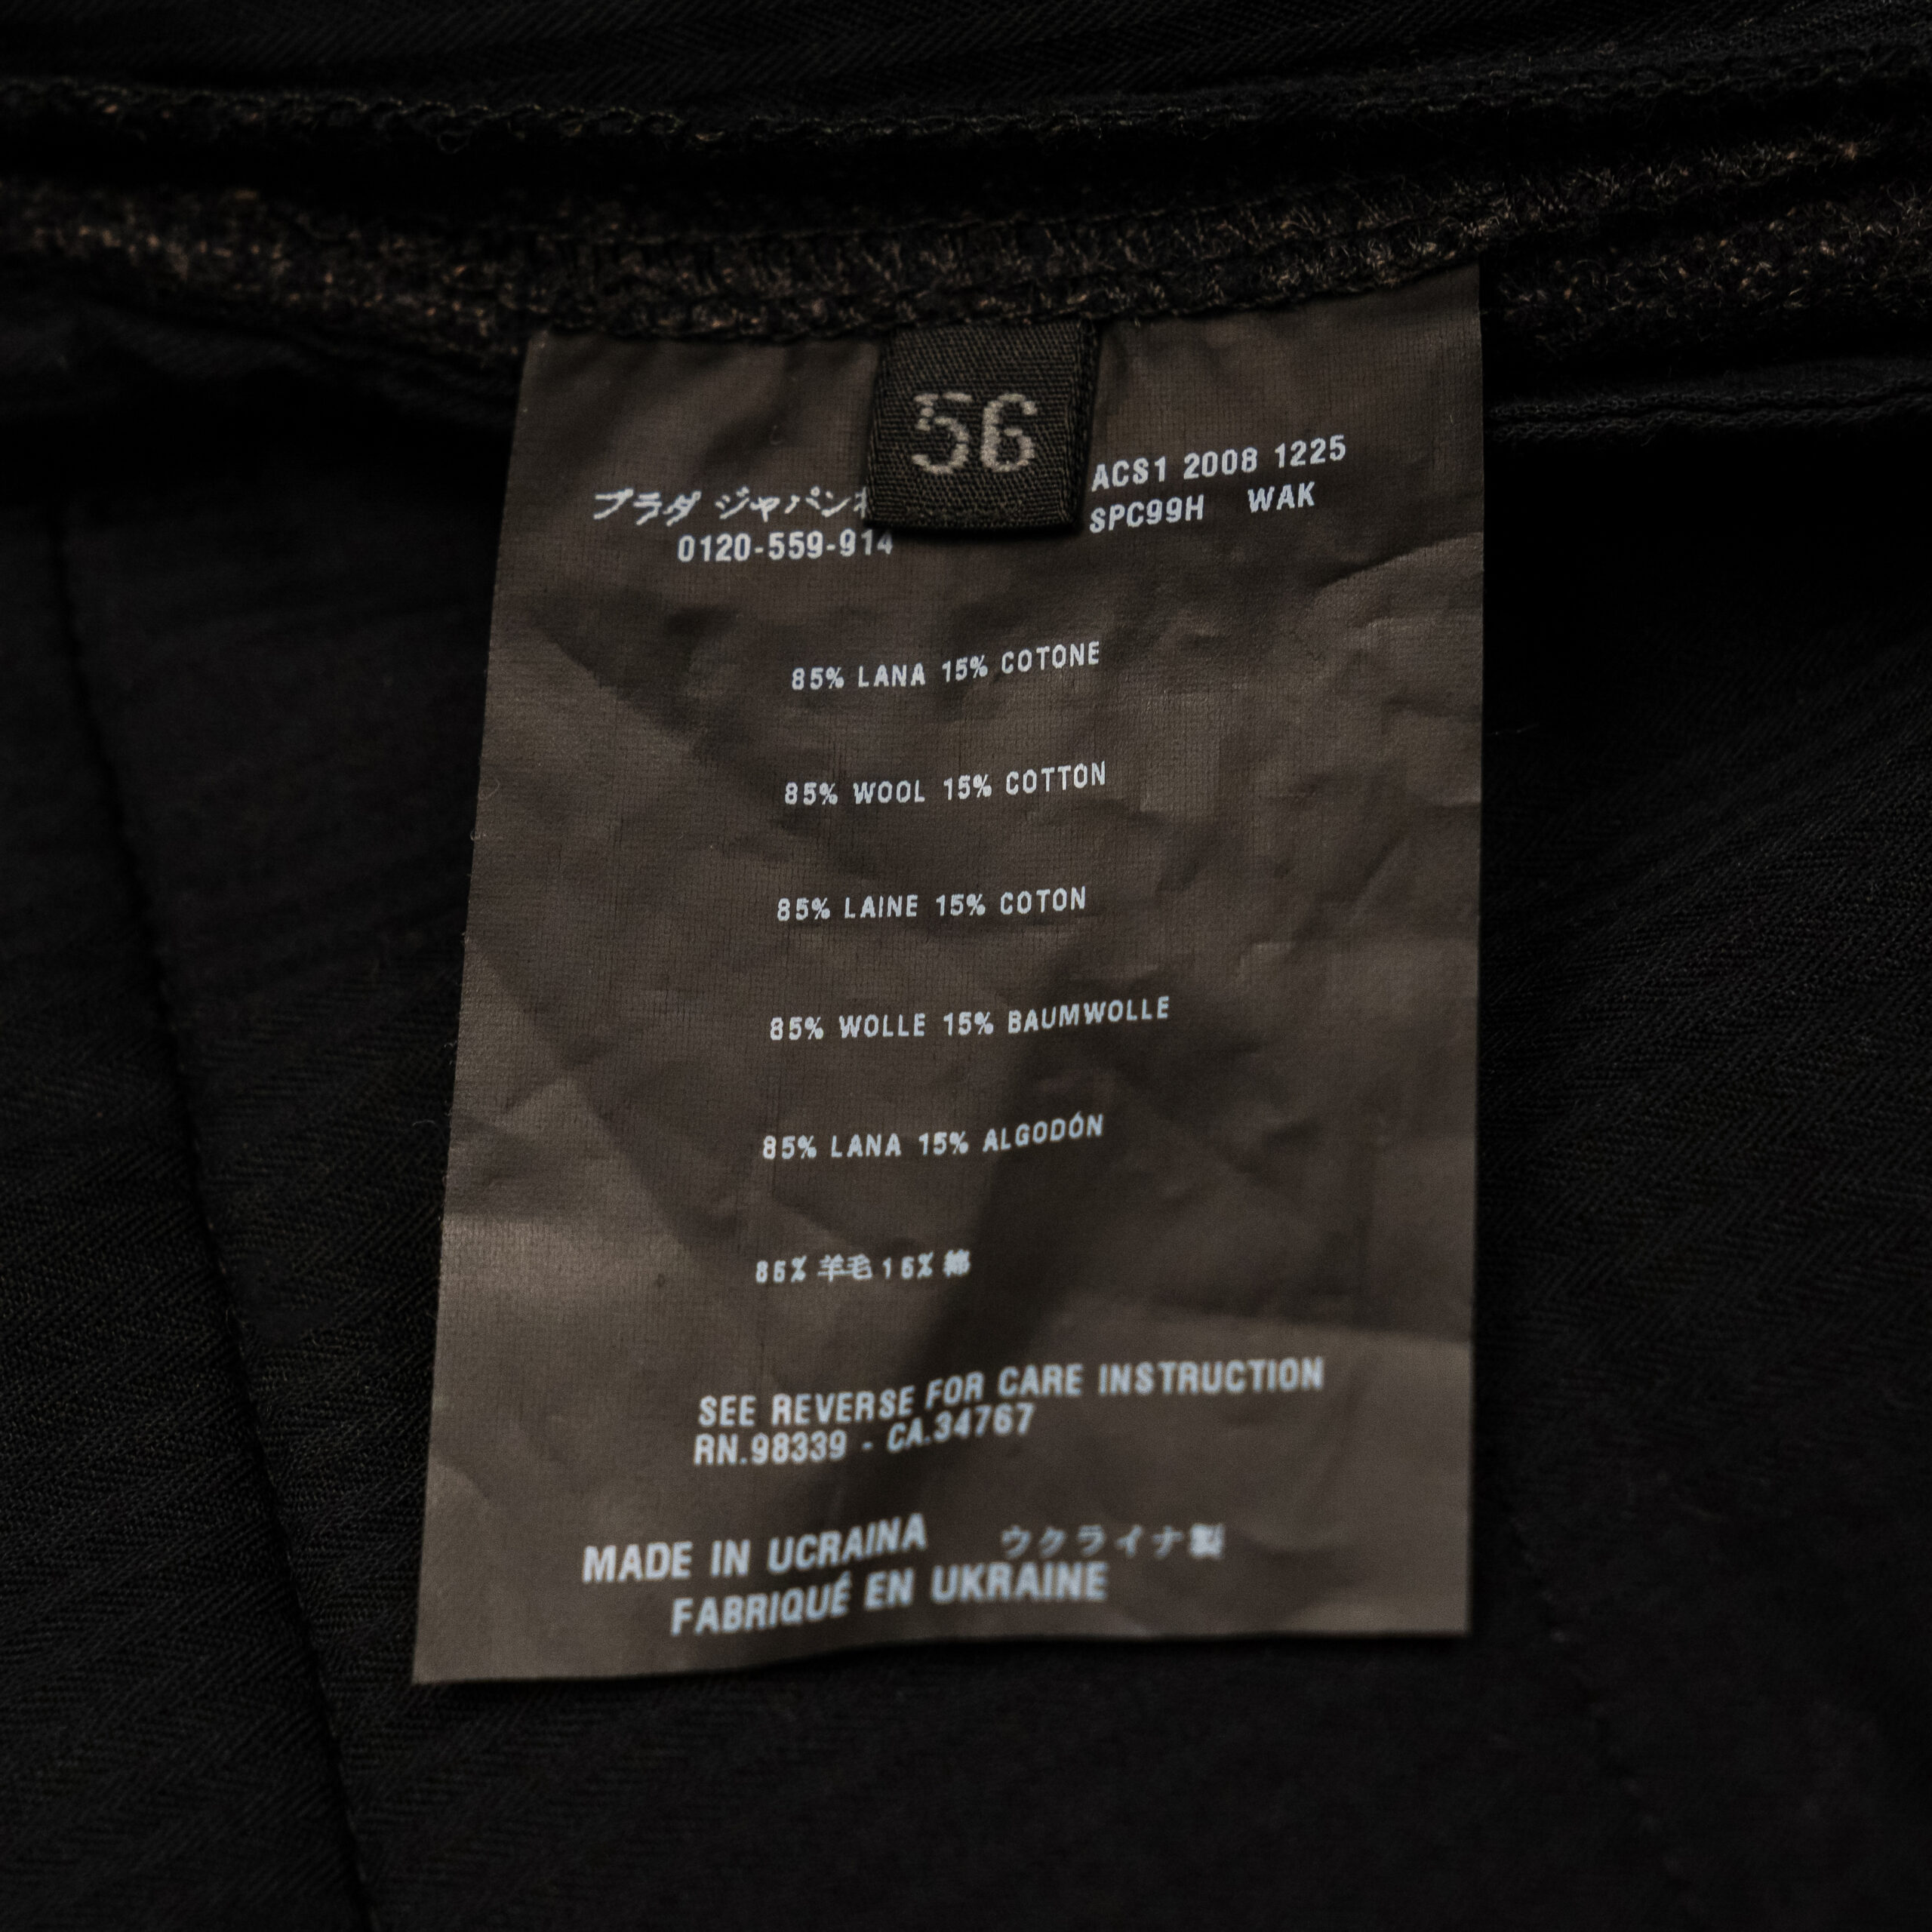 56
プラダ ジャパン
0120-559-914
ACS1 2008 1225
SPC99H WAK
85% LANA 15% COTONE
85% WOOL 15% COTTON
85% LAINE 15% COTON
85% WOLLE 15% BAUMWOLLE
85% LANA 15% ALGODÓN
85% 羊毛 15% 綿
SEE REVERSE FOR CARE INSTRUCTION
RN.98339 - CA.34767
MADE IN UCRAINA ウクライナ製
FABRIQUÉ EN UKRAINE